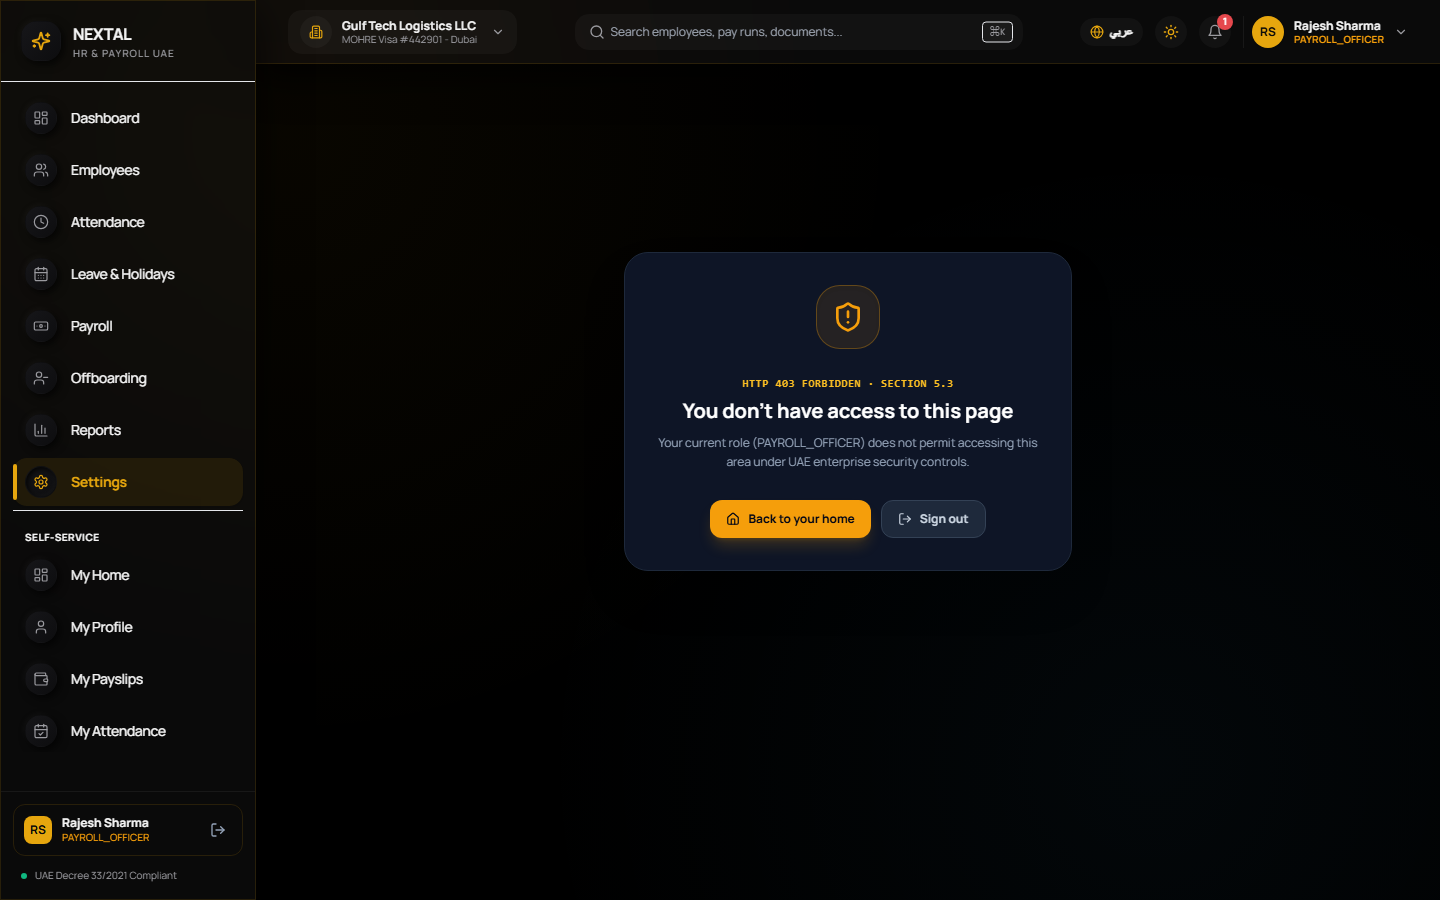 NEXTAL
HR & PAYROLL UAE
Gulf Tech Logistics LLC
MOHRE Visa #442901 - Dubai
Search employees, pay runs, documents...
⌘K
عربي
1
RS
Rajesh Sharma
PAYROLL_OFFICER
Dashboard
Employees
Attendance
Leave & Holidays
Payroll
Offboarding
Reports
Settings
SELF-SERVICE
My Home
My Profile
My Payslips
My Attendance
RS
Rajesh Sharma
PAYROLL_OFFICER
UAE Decree 33/2021 Compliant
HTTP 403 FORBIDDEN · SECTION 5.3
You don't have access to this page
Your current role (PAYROLL_OFFICER) does not permit accessing this
area under UAE enterprise security controls.
Back to your home
Sign out